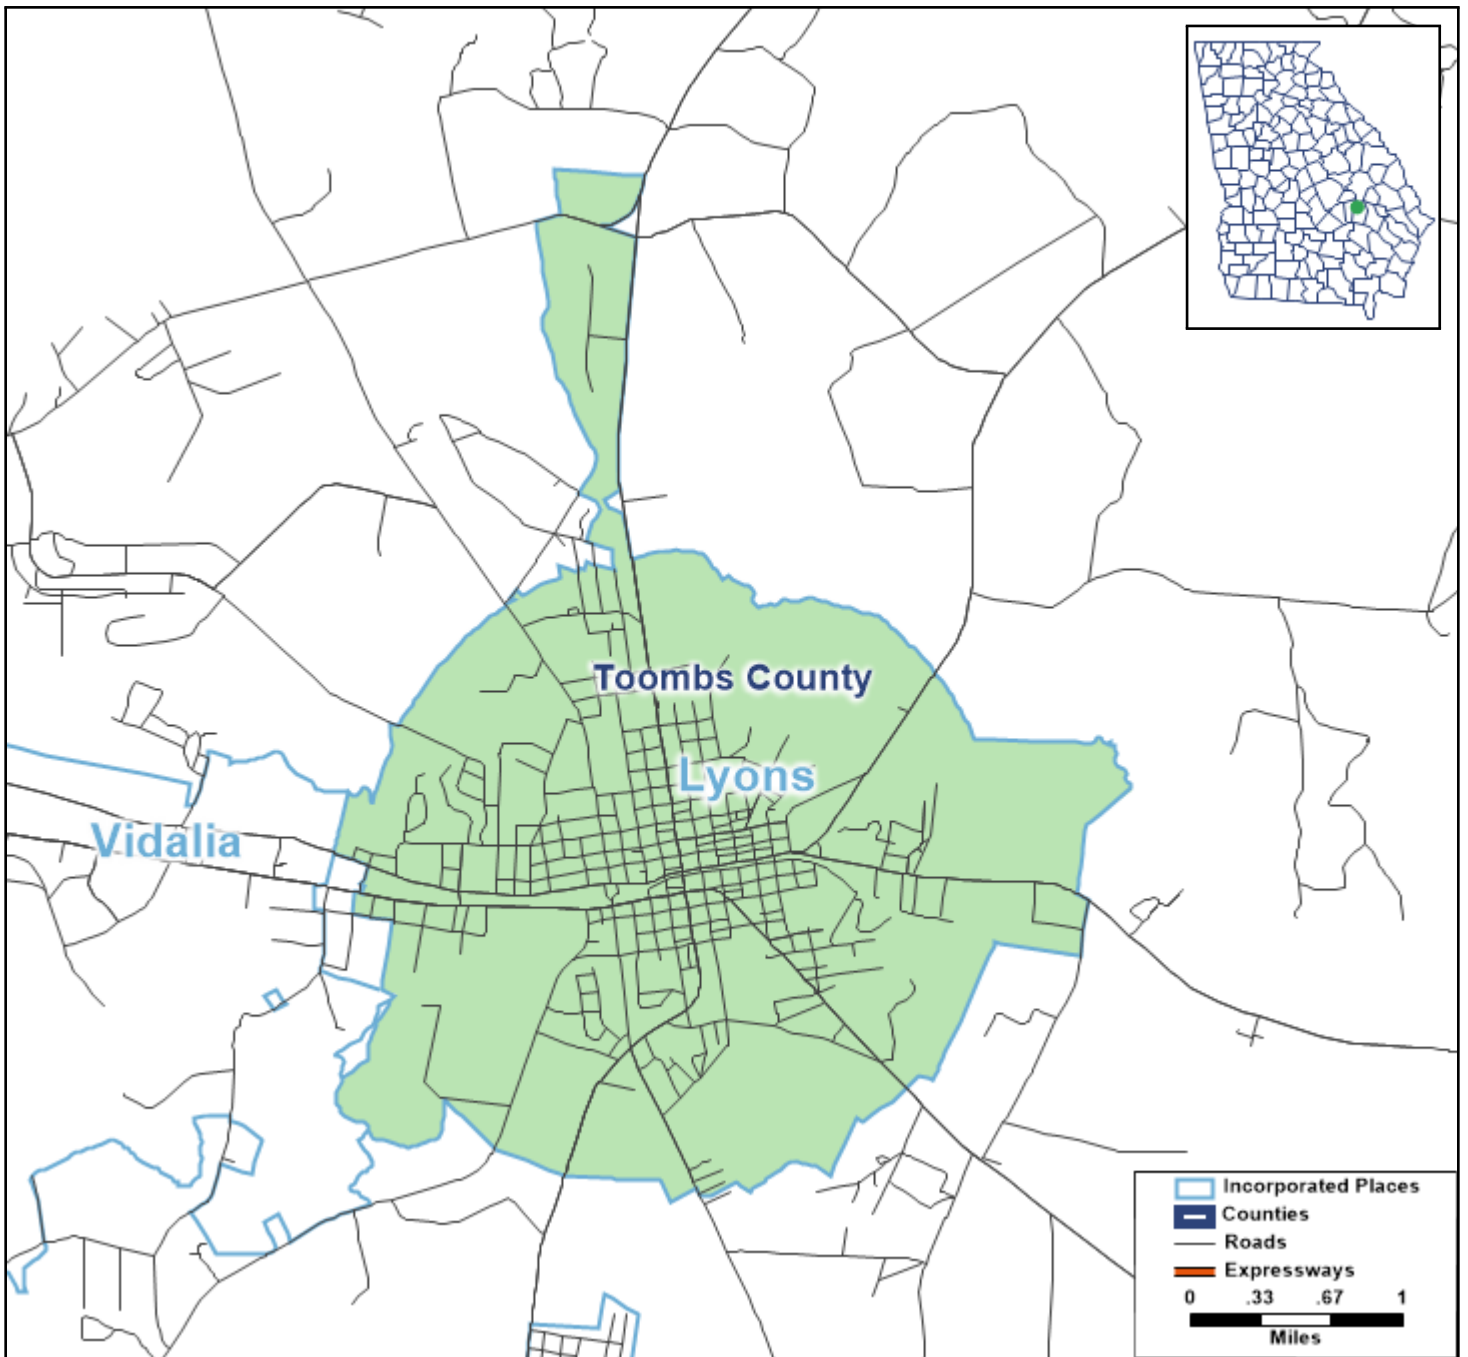 Toombs County
Lyons
Vidalia
Incorporated Places
Counties
Roads
Expressways
0 .33 .67 1
Miles